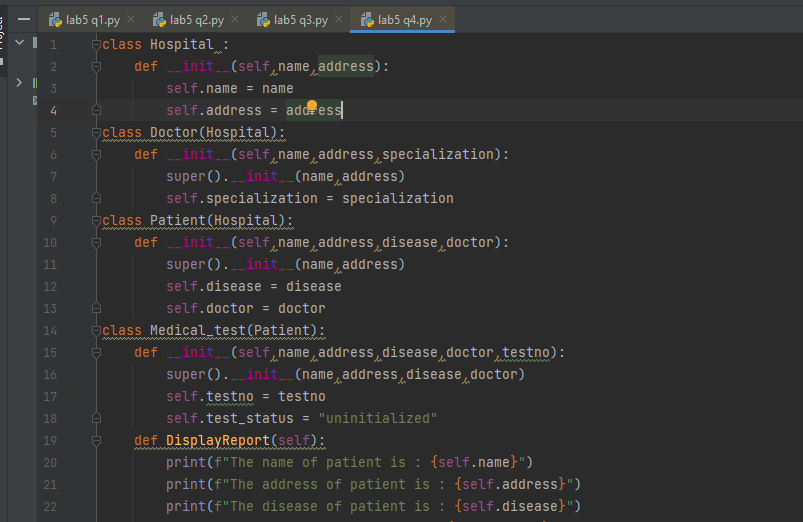 lab5 q1.py lab5 q2.py lab5 q3.py lab5 q4.py
1 class Hospital :
2     def __init__(self,name,address):
3         self.name = name
4         self.address = address
5 class Doctor(Hospital):
6     def __init__(self,name,address,specialization):
7         super().__init__(name,address)
8         self.specialization = specialization
9 class Patient(Hospital):
10     def __init__(self,name,address,disease,doctor):
11         super().__init__(name,address)
12         self.disease = disease
13         self.doctor = doctor
14 class Medical_test(Patient):
15     def __init__(self,name,address,disease,doctor,testno):
16         super().__init__(name,address,disease,doctor)
17         self.testno = testno
18         self.test_status = "uninitialized"
19     def DisplayReport(self):
20         print(f"The name of patient is : {self.name}")
21         print(f"The address of patient is : {self.address}")
22         print(f"The disease of patient is : {self.disease}")